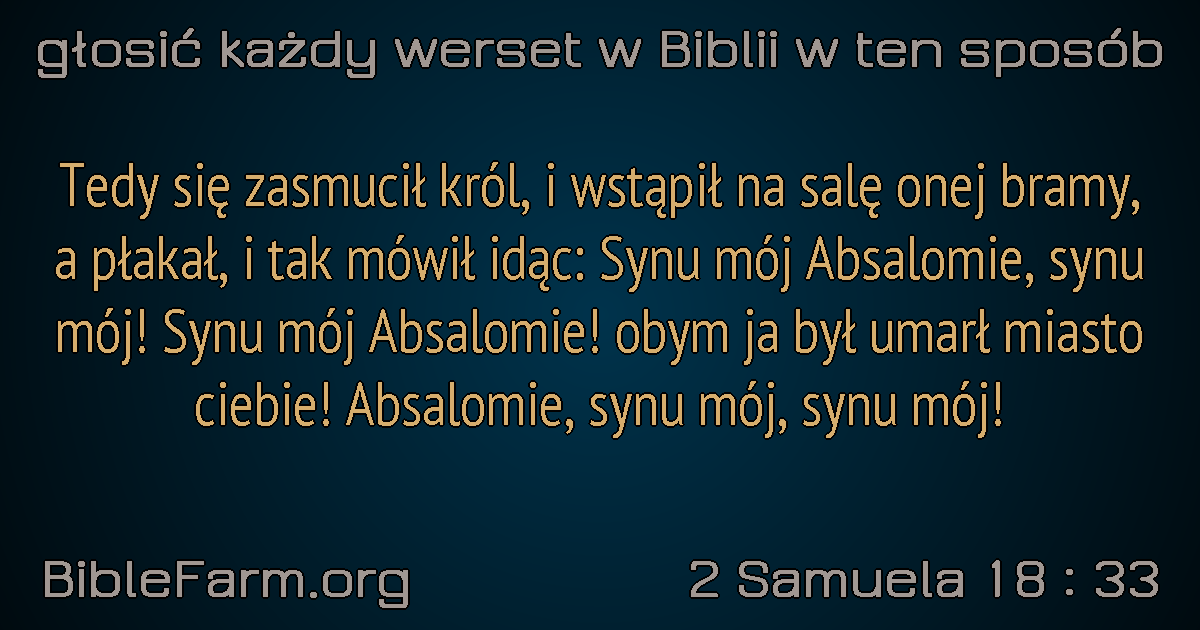 głosić każdy werset w Biblii w ten sposób
Tedy się zasmucił król, i wstąpił na salę onej bramy,
a płakał, i tak mówił idąc: Synu mój Absalomie, synu
mój! Synu mój Absalomie! obym ja był umarł miasto
ciebie! Absalomie, synu mój, synu mój!
BibleFarm.org
2 Samuela 18 : 33